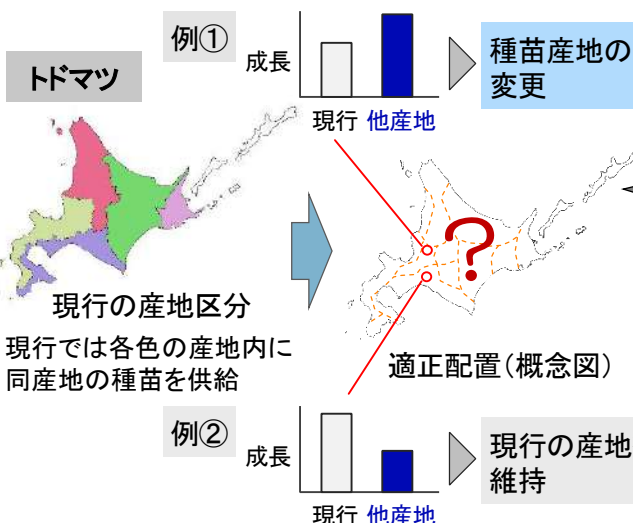 例①
成長
現行 他産地
種苗産地の
変更
トドマツ
現行の産地区分
現行では各色の産地内に
同産地の種苗を供給
?
適正配置(概念図)
例②
成長
現行 他産地
現行の産地
維持